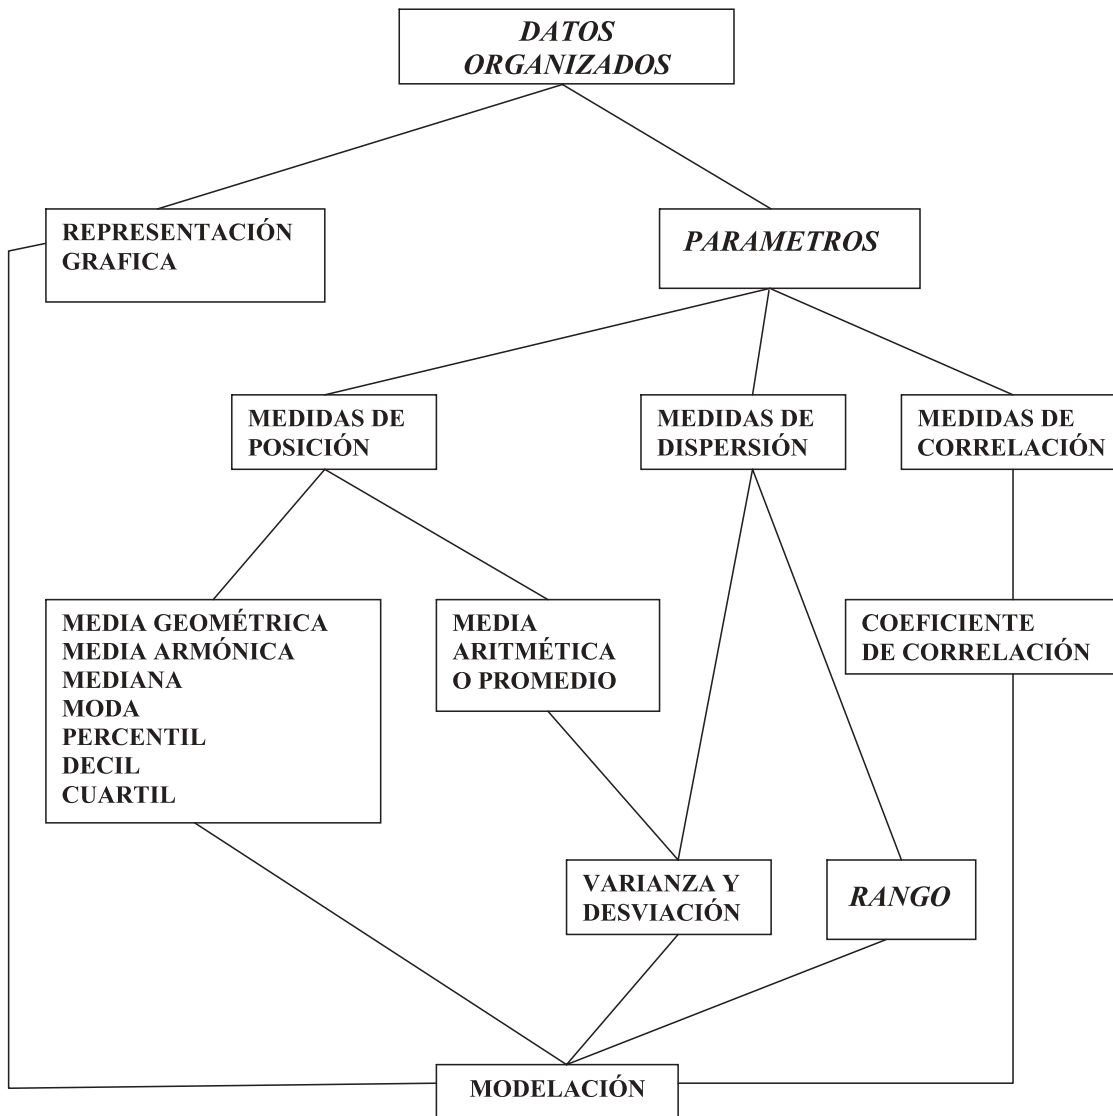 DATOS
ORGANIZADOS
REPRESENTACIÓN
GRAFICA
PARAMETROS
MEDIDAS DE
POSICIÓN
MEDIDAS DE
DISPERSIÓN
MEDIDAS DE
CORRELACIÓN
MEDIA GEOMÉTRICA
MEDIA ARMÓNICA
MEDIANA
MODA
PERCENTIL
DECIL
CUARTIL
MEDIA
ARITMÉTICA
O PROMEDIO
COEFICIENTE
DE CORRELACIÓN
VARIANZA Y
DESVIACIÓN
RANGO
MODELACIÓN